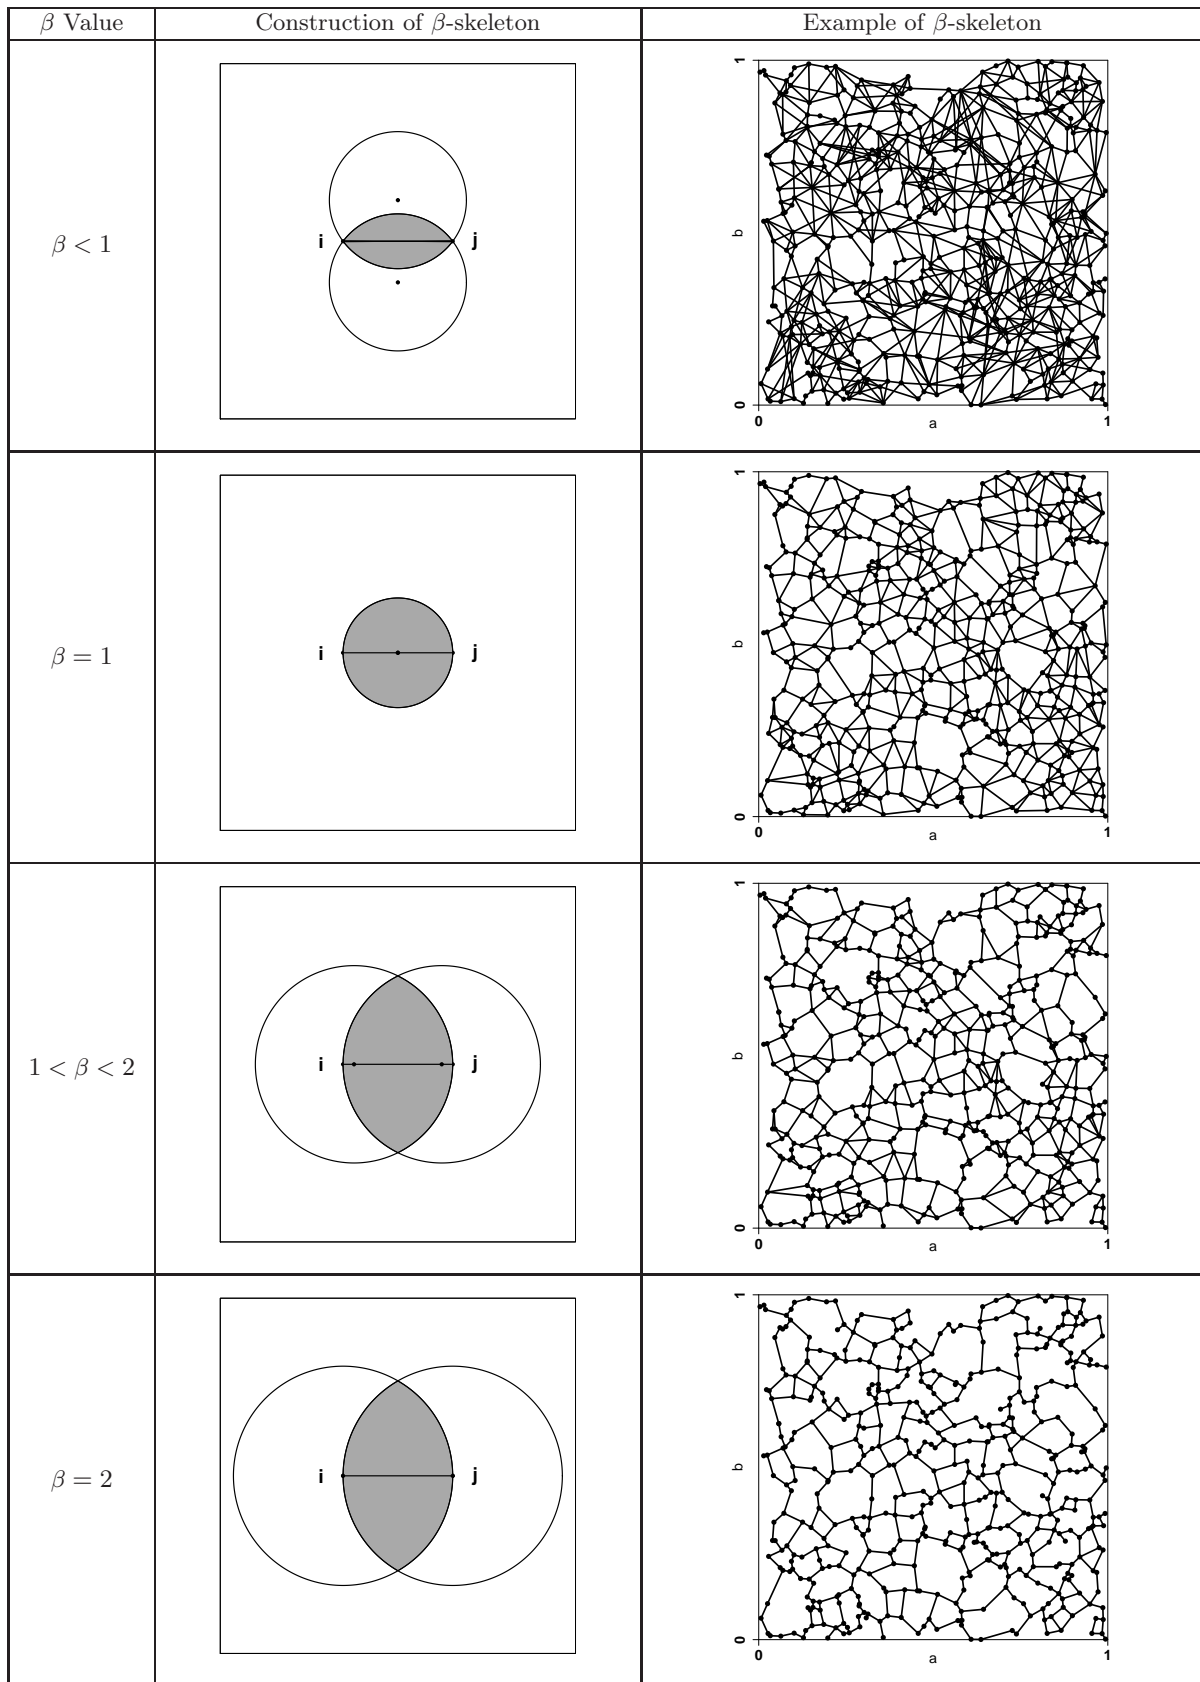 β Value Construction of β-skeleton Example of β-skeleton
β < 1
i j
b
1
0
0 1
a
β = 1
i j
b
1
0
0 1
a
1 < β < 2
i j
b
1
0
0 1
a
β = 2
i j
b
1
0
0 1
a